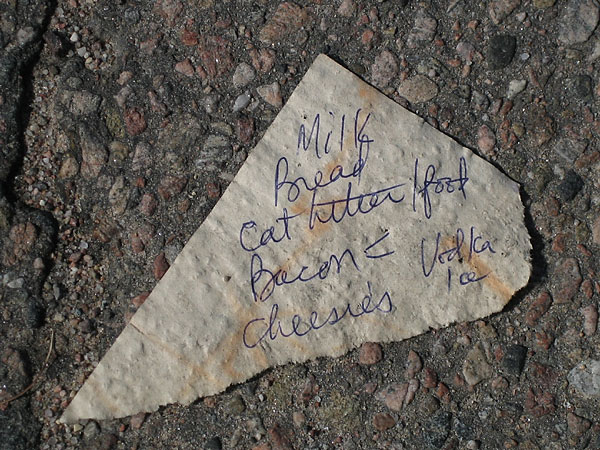 Milk
Bread
Cat litter / food
Bacon <
Cheesies
Vodka
Ice